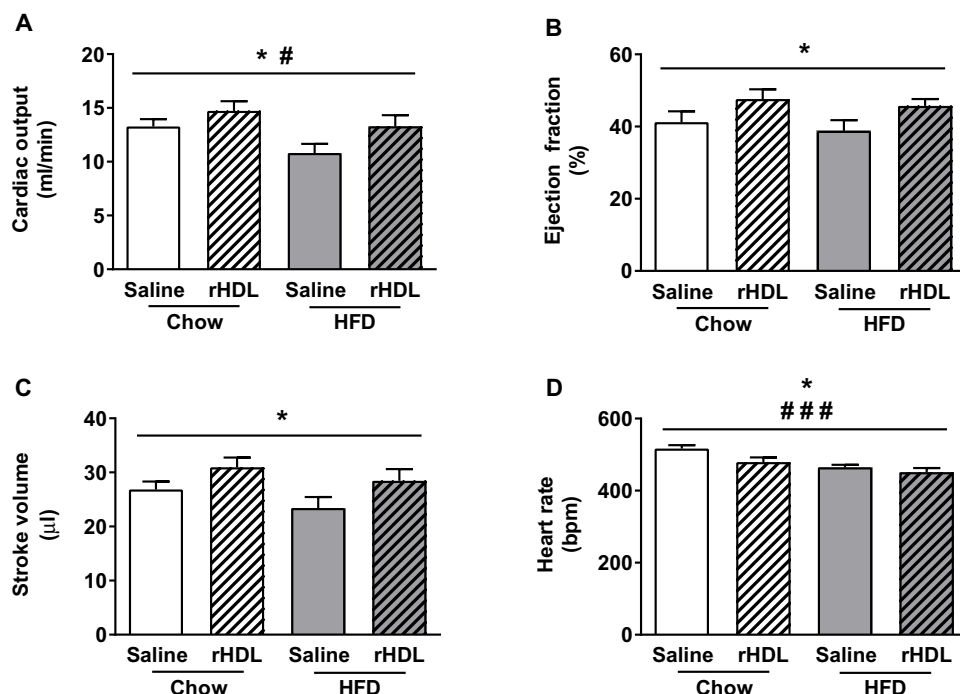 A
Cardiac output
(ml/min)
20
15
10
5
0
* #
Saline rHDL Saline rHDL
Chow HFD
B
Ejection fraction
(%)
60
40
20
0
*
Saline rHDL Saline rHDL
Chow HFD
C
Stroke volume
(μl)
40
30
20
10
0
*
Saline rHDL Saline rHDL
Chow HFD
D
Heart rate
(bpm)
600
400
200
0
*
###
Saline rHDL Saline rHDL
Chow HFD